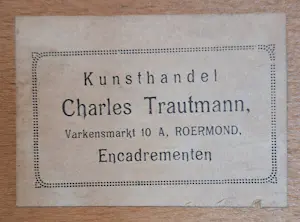 Kunsthandel
Charles Trautmann,
Varkensmarkt 10 A, ROERMOND.
Encadrementen